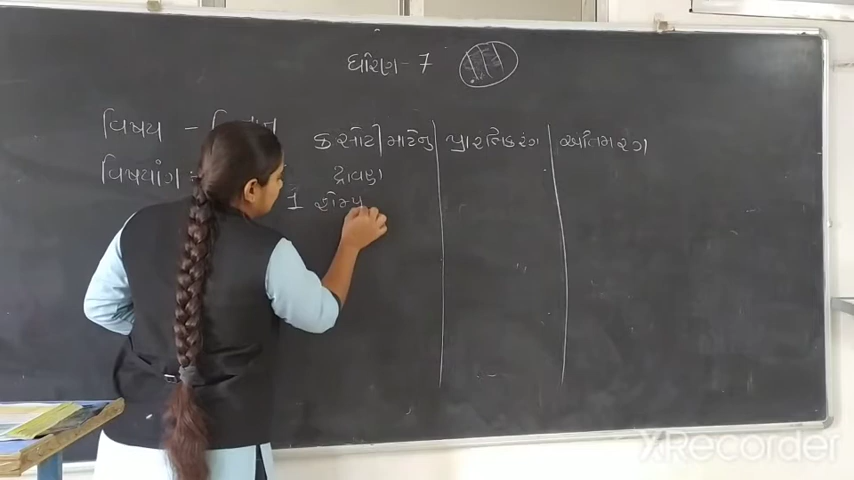 ધોરણ - 7
વિષય -
કસોટી માટેનું પ્રારંભિક રંગ અંતિમ રંગ
વિષયાંગ :
દ્રાવણ
1 શેમ્પૂ
XRecorder